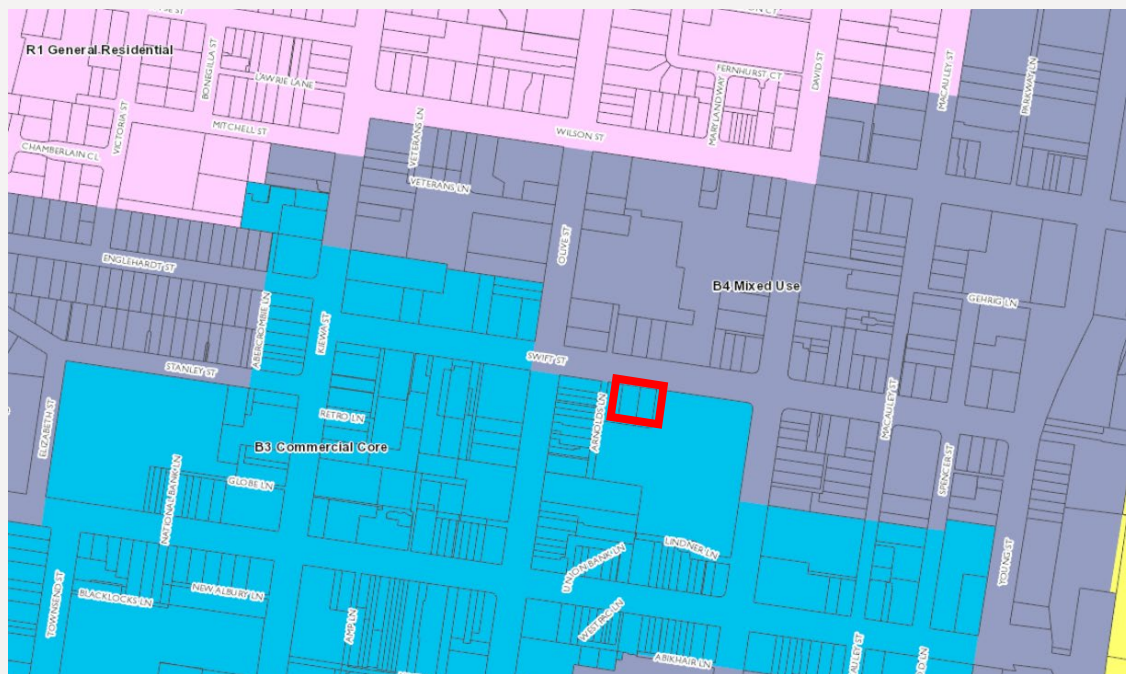 R1 General Residential
BONEGILLA ST
LAWRIE LANE
VICTORIA ST
MITCHELL ST
CHAMBERLAIN CL
VETERANS LN
VETERANS LN
WILSON ST
FERNHURST CT
MARYLAND WAY
DAVID ST
MACAULEY ST
PARKWAY LN
ENGLEHARDT ST
OLIVE ST
B4 Mixed Use
GEHRIG LN
ABERCROMBIE LN
KIEWA ST
SWIFT ST
STANLEY ST
ELIZABETH ST
RETRO LN
ARNOLDS LN
MACAULEY ST
B3 Commercial Core
SPENCER ST
NATIONAL BANK LN
GLOBE LN
UNION BANK LN
LINDNER LN
YOUNG ST
TOWNSEND ST
BLACKLOCKS LN
NEW ALBURY LN
AMP LN
WESTPAC LN
ABIKHAIR LN